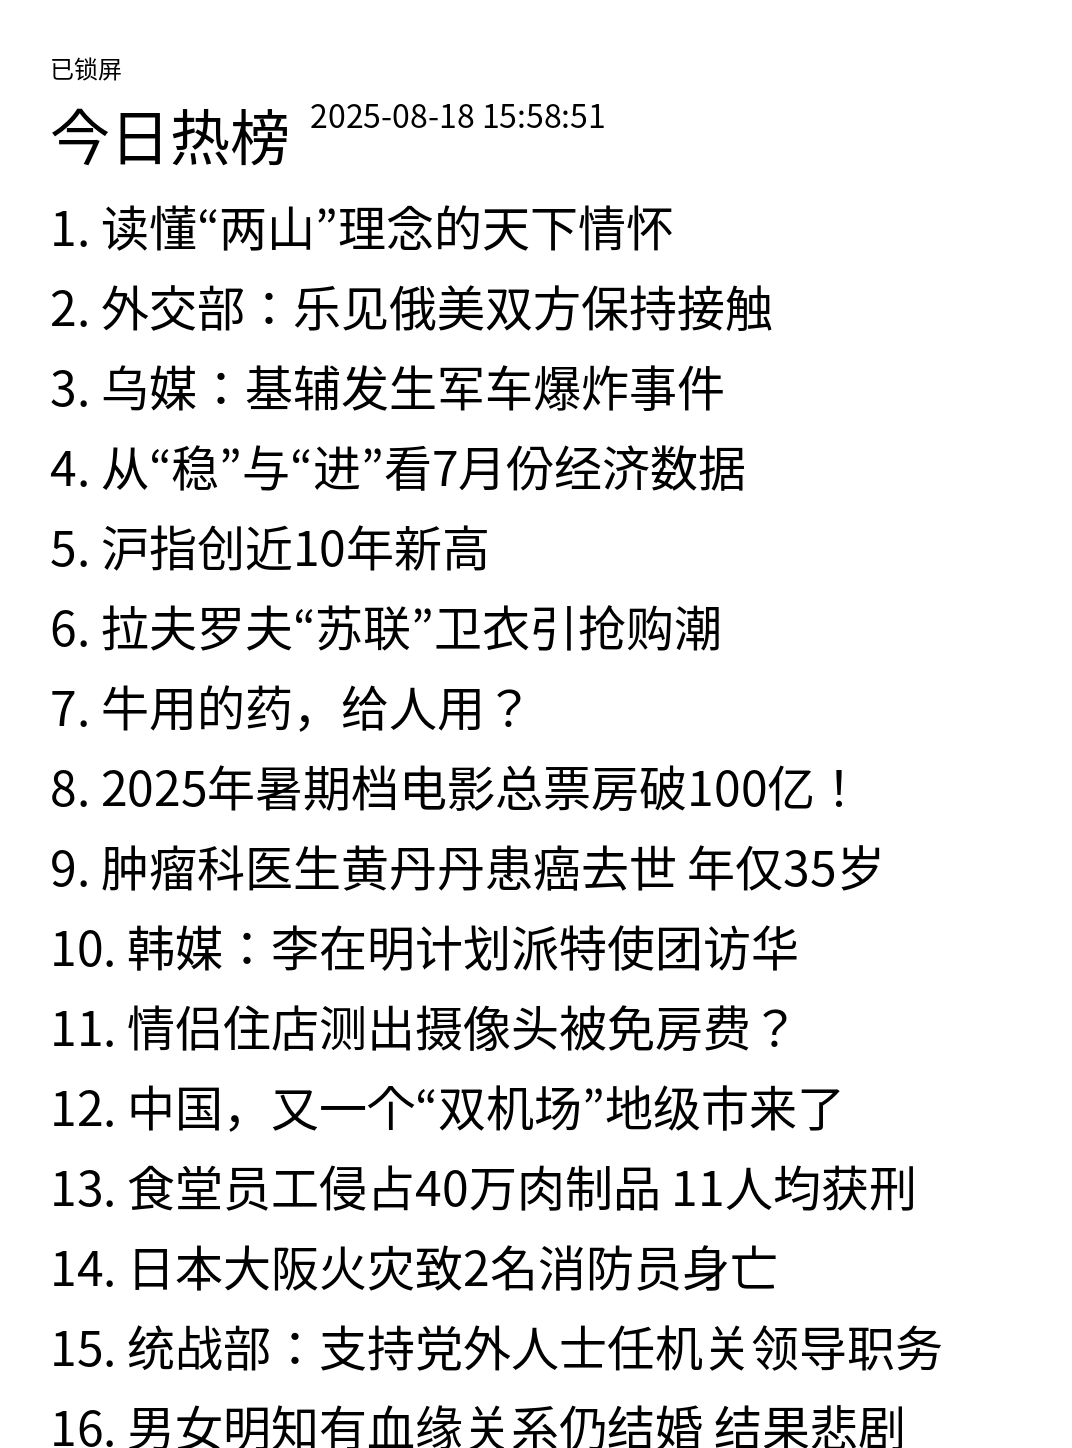 已锁屏
今日热榜 2025-08-18 15:58:51
1. 读懂“两山”理念的天下情怀
2. 外交部：乐见俄美双方保持接触
3. 乌媒：基辅发生军车爆炸事件
4. 从“稳”与“进”看7月份经济数据
5. 沪指创近10年新高
6. 拉夫罗夫“苏联”卫衣引抢购潮
7. 牛用的药，给人用？
8. 2025年暑期档电影总票房破100亿！
9. 肿瘤科医生黄丹丹患癌去世 年仅35岁
10. 韩媒：李在明计划派特使团访华
11. 情侣住店测出摄像头被免房费？
12. 中国，又一个“双机场”地级市来了
13. 食堂员工侵占40万肉制品 11人均获刑
14. 日本大阪火灾致2名消防员身亡
15. 统战部：支持党外人士任机关领导职务
16. 男女明知有血缘关系仍结婚 结果悲剧